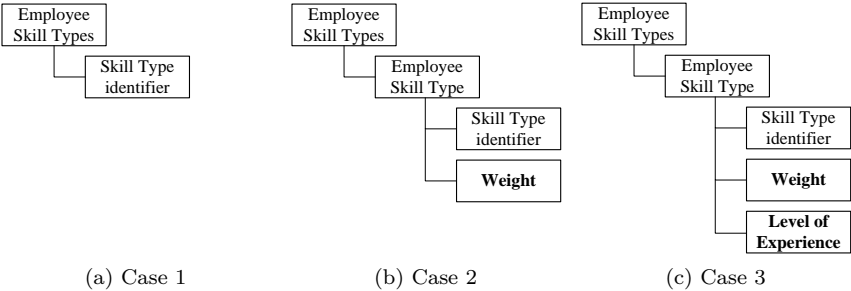 Employee
Skill Types
Skill Type
identifier
(a) Case 1
Employee
Skill Types
Employee
Skill Type
Skill Type
identifier
Weight
(b) Case 2
Employee
Skill Types
Employee
Skill Type
Skill Type
identifier
Weight
Level of
Experience
(c) Case 3